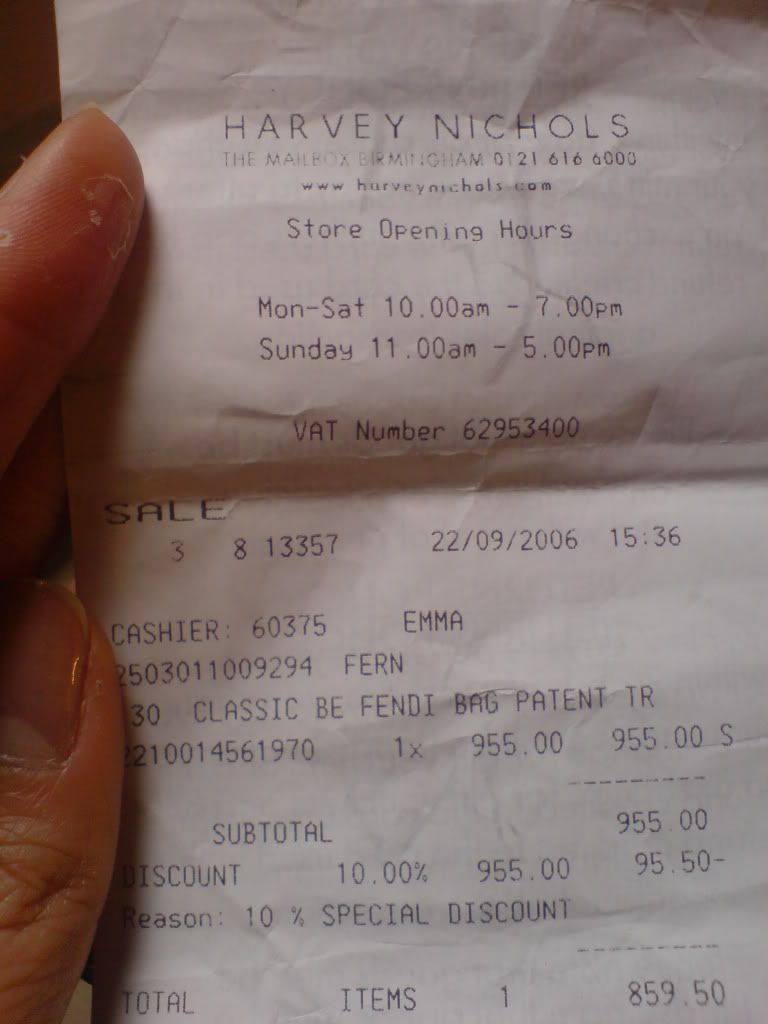 HARVEY NICHOLS
THE MAILBOX BIRMINGHAM 0121 616 6000
www harveynichols com
Store Opening Hours
Mon-Sat 10.00am - 7.00pm
Sunday 11.00am - 5.00pm
VAT Number 62953400
SALE
3 8 13357 22/09/2006 15:36
CASHIER: 60375 EMMA
2503011009294 FERN
30 CLASSIC BE FENDI BAG PATENT TR
2210014561970 1x 955.00 955.00 S
----------
SUBTOTAL 955.00
DISCOUNT 10.00% 955.00 95.50-
Reason: 10 % SPECIAL DISCOUNT
----------
TOTAL ITEMS 1 859.50